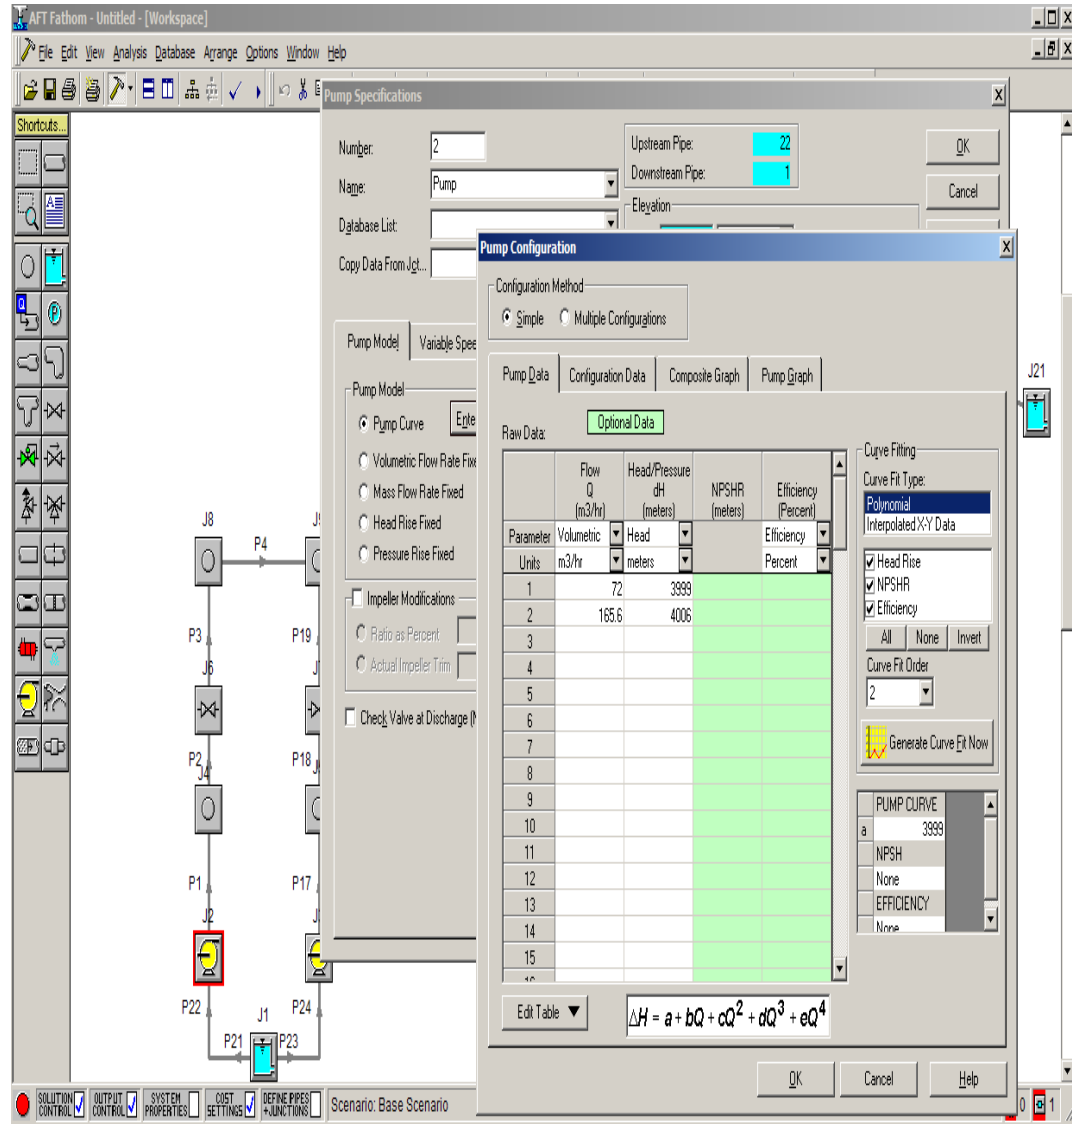 AFT Fathom - Untitled - [Workspace]
File Edit View Analysis Database Arrange Options Window Help
Shortcuts...
Pump Specifications
Number: 2
Name: Pump
Database List:
Copy Data From Jct...
Upstream Pipe: 22
Downstream Pipe: 1
Elevation
OK
Cancel
Pump Model
Variable Spee
Pump Model
Pump Curve
Ente
Volumetric Flow Rate Fixe
Mass Flow Rate Fixed
Head Rise Fixed
Pressure Rise Fixed
Impeller Modifications
Ratio as Percent
Actual Impeller Trim
Check Valve at Discharge (N
Pump Configuration
Configuration Method
Simple Multiple Configurations
Pump Data Configuration Data Composite Graph Pump Graph
Raw Data: Optional Data
Flow Q (m3/hr)
Head/Pressure dH (meters)
NPSHR (meters)
Efficiency (Percent)
Parameter Volumetric Head Efficiency
Units m3/hr meters Percent
1 72 3999
2 165.6 4006
3
4
5
6
7
8
9
10
11
12
13
14
15
Edit Table
ΔH = a + bQ + cQ² + dQ³ + eQ⁴
Curve Fitting
Curve Fit Type:
Polynomial
Interpolated X-Y Data
Head Rise
NPSHR
Efficiency
All None Invert
Curve Fit Order
2
Generate Curve Fit Now
PUMP CURVE
a 3999
NPSH
None
EFFICIENCY
None
OK Cancel Help
J21
J8
P4
P3
P19
J6
P2
P18
J4
P1
P17
J2
P22
P24
J1
P21
P23
SOLUTION CONTROL
OUTPUT CONTROL
SYSTEM PROPERTIES
COST SETTINGS
DEFINE PIPES +JUNCTIONS
Scenario: Base Scenario
0 1